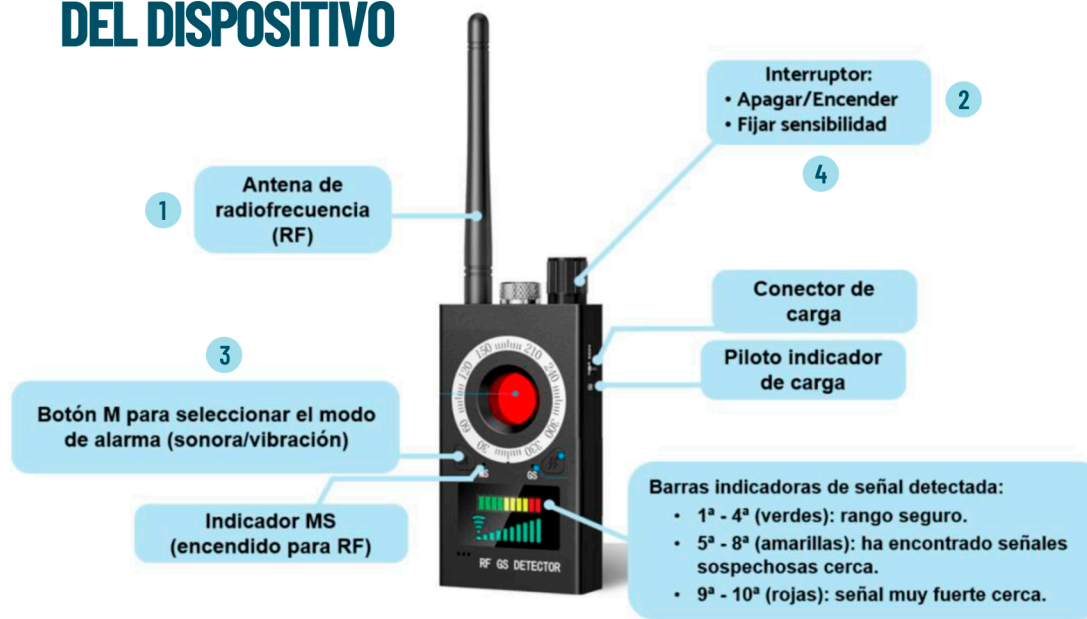 DEL DISPOSITIVO
Interruptor:
• Apagar/Encender
• Fijar sensibilidad
2
4
1
Antena de
radiofrecuencia
(RF)
Conector de
carga
Piloto indicador
de carga
3
Botón M para seleccionar el modo
de alarma (sonora/vibración)
Indicador MS
(encendido para RF)
30 60 120 150 210 240 300 330
MS GS
RF GS DETECTOR
Barras indicadoras de señal detectada:
• 1ª - 4ª (verdes): rango seguro.
• 5ª - 8ª (amarillas): ha encontrado señales
sospechosas cerca.
• 9ª - 10ª (rojas): señal muy fuerte cerca.